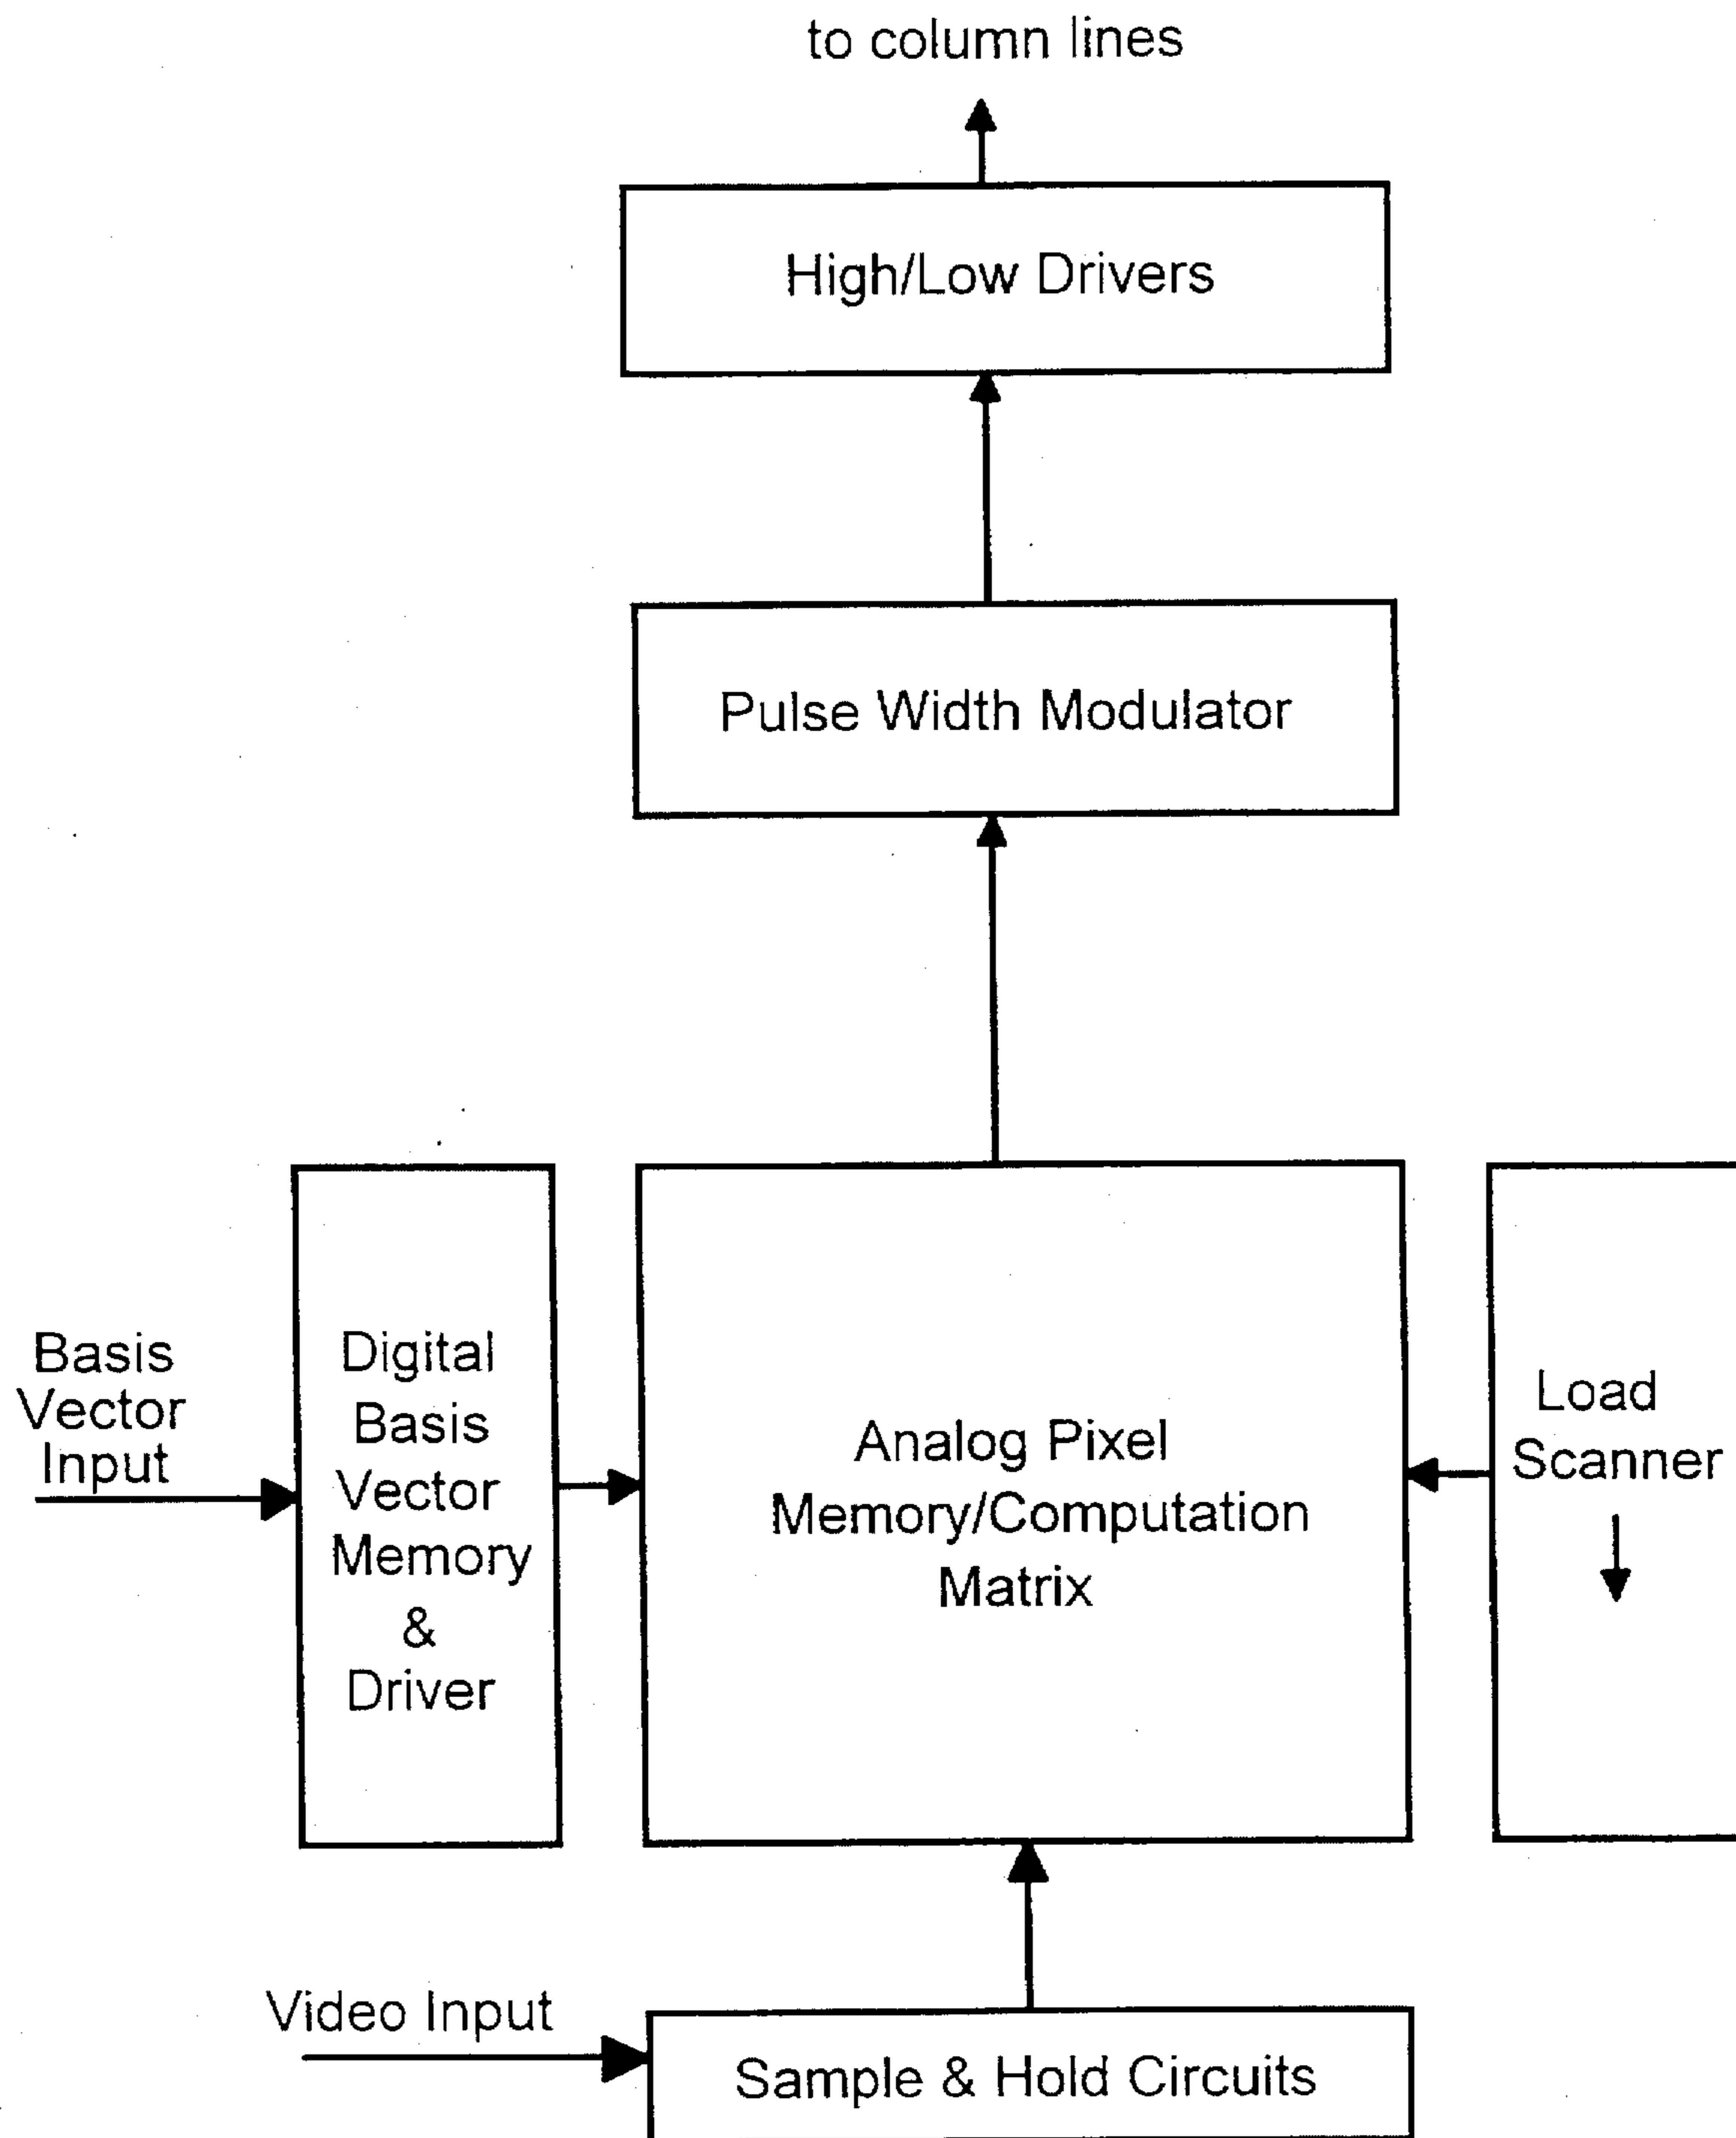 to column lines
High/Low Drivers
Pulse Width Modulator
Basis
Vector
Input
Digital
Basis
Vector
Memory
&
Driver
Analog Pixel
Memory/Computation
Matrix
Load
Scanner
Video Input
Sample & Hold Circuits